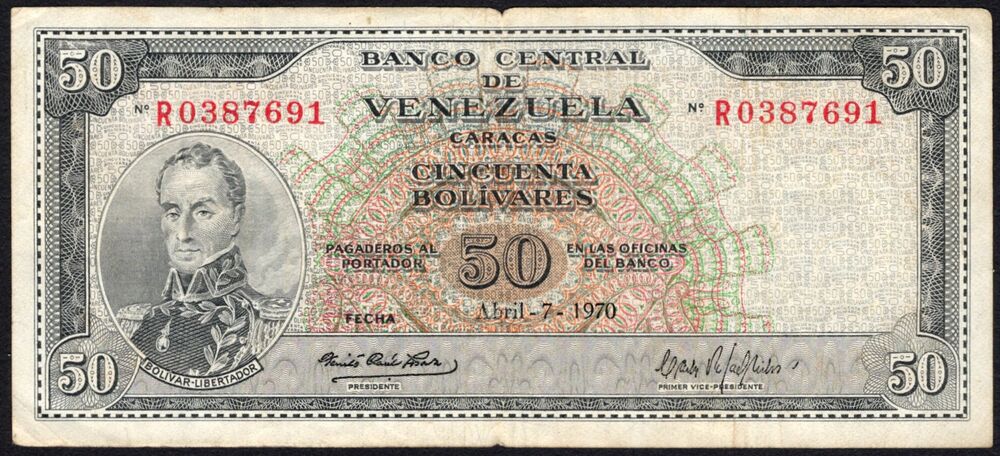 50
BANCO CENTRAL
DE
VENEZUELA
CARACAS
50
Nº R0387691
Nº R0387691
CINCUENTA
BOLÍVARES
PAGADEROS AL
PORTADOR
50
EN LAS OFICINAS
DEL BANCO
FECHA
Abril - 7 - 1970
BOLIVAR-LIBERTADOR
50
PRESIDENTE
PRIMER VICE-PRESIDENTE
50